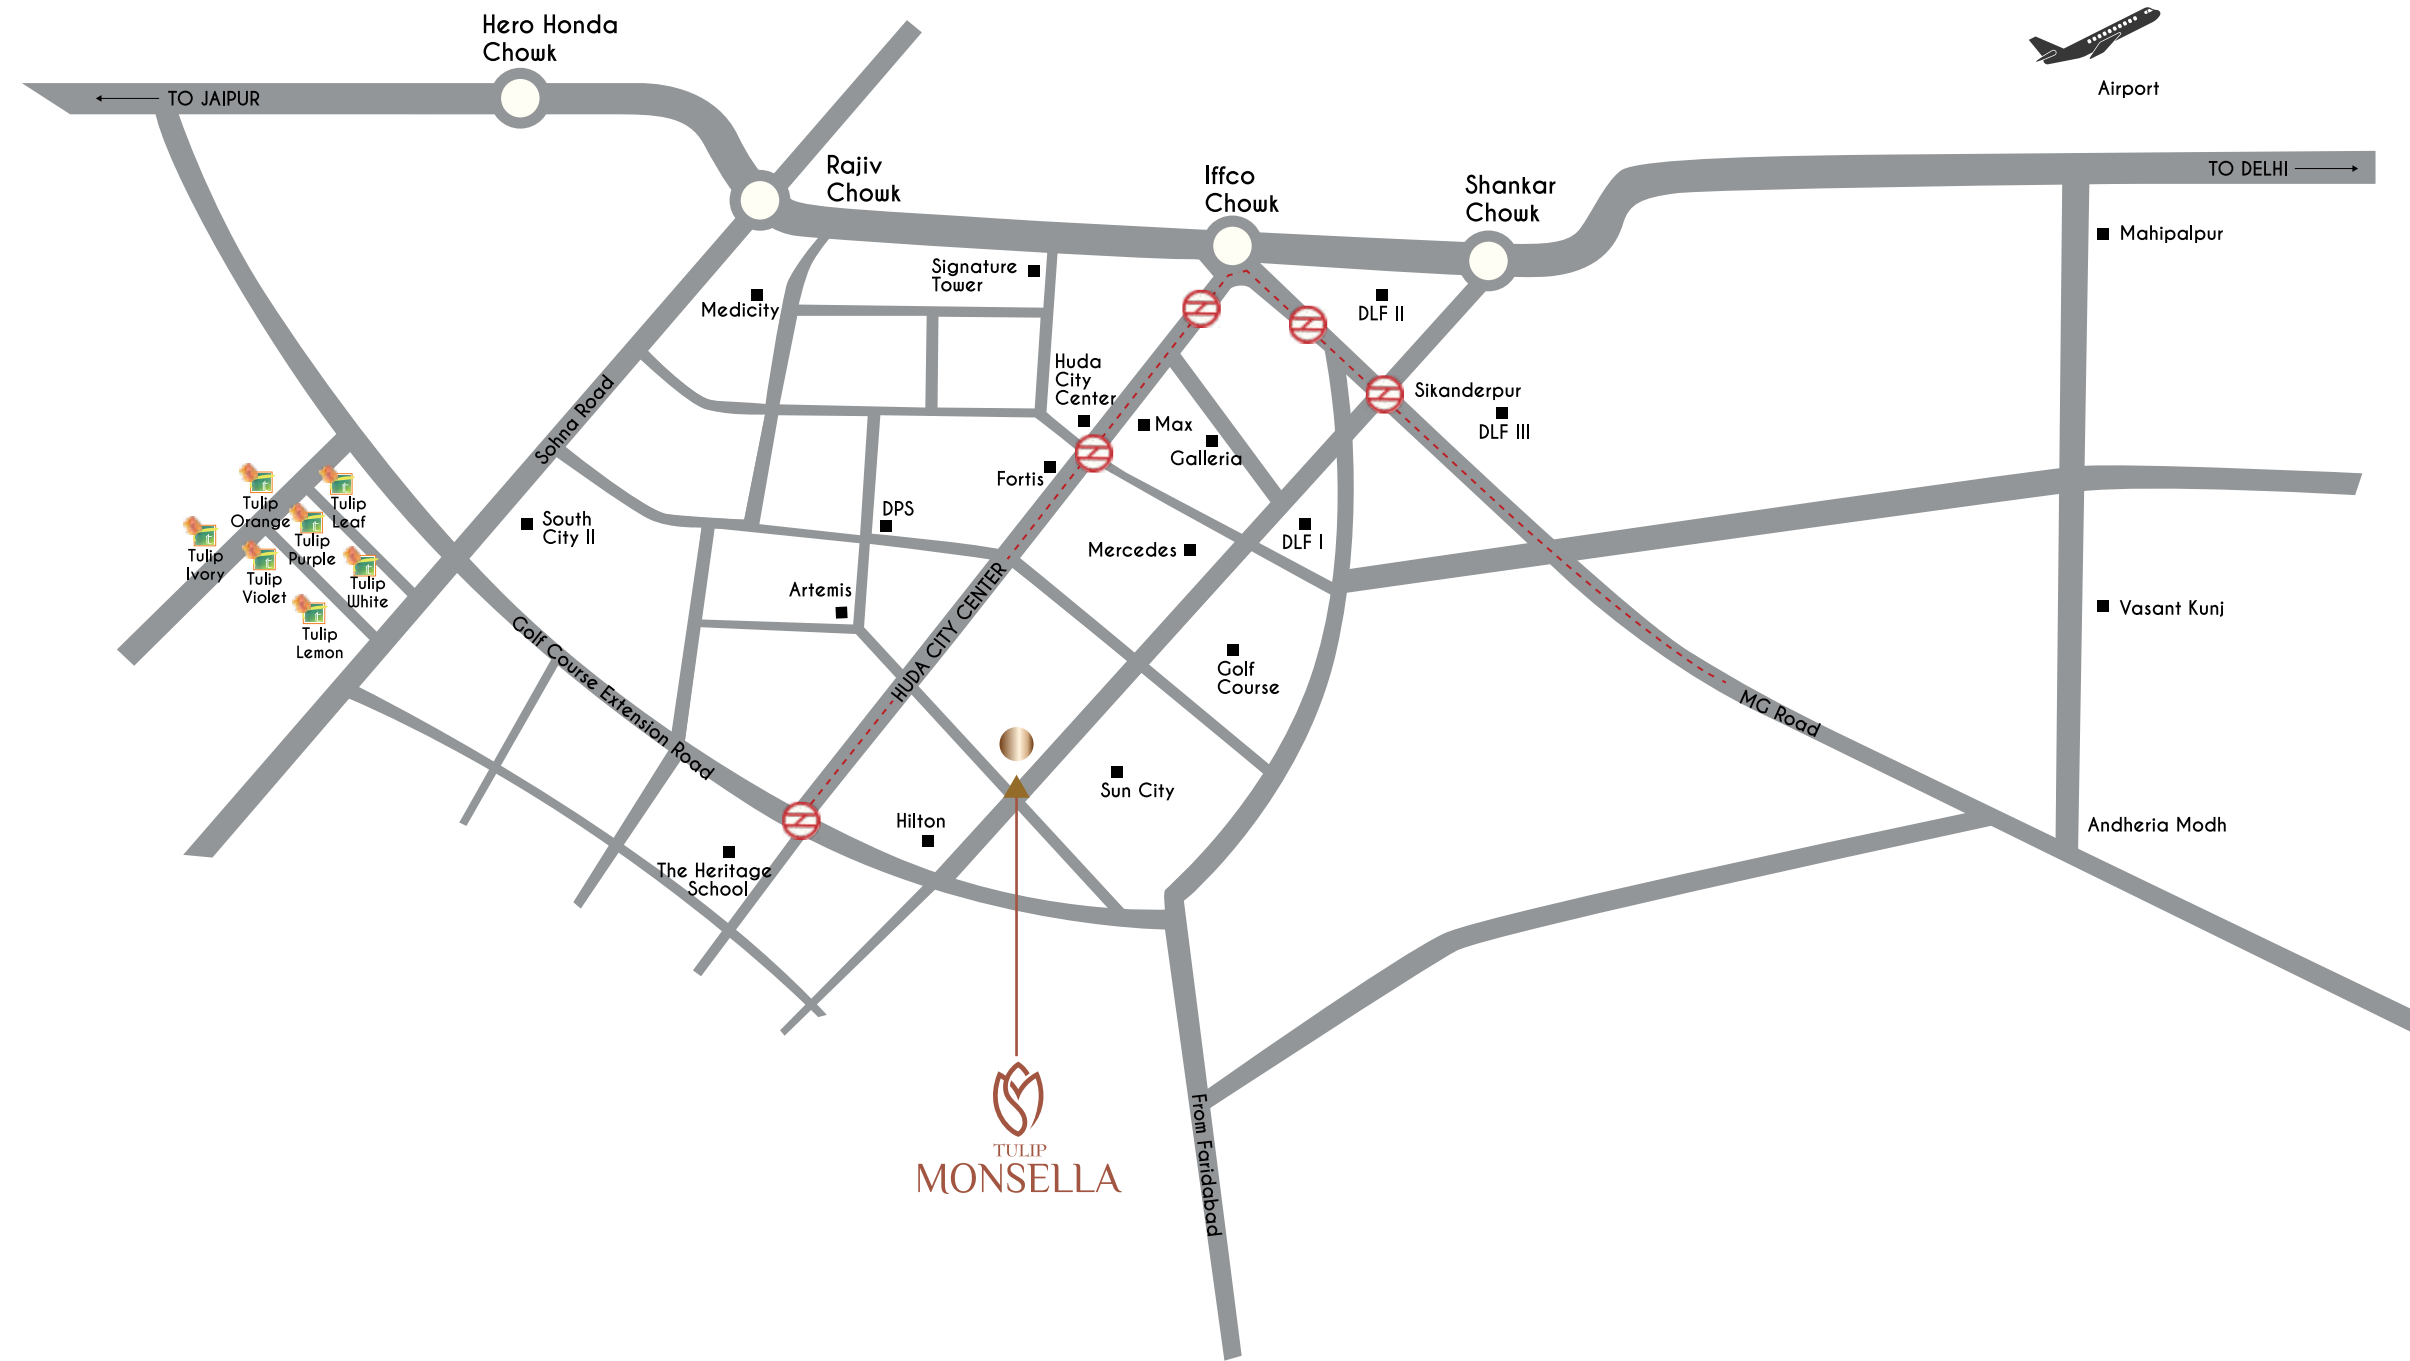 Hero Honda
Chowk
Airport
TO JAIPUR
Rajiv
Chowk
Iffco
Chowk
Shankar
Chowk
TO DELHI
Mahipalpur
Signature
Tower
Medicity
DLF II
Huda
City
Center
Sikanderpur
Max
DLF III
Galleria
Sohna Road
Fortis
Tulip
Orange
Tulip
Leaf
DPS
South
City II
Tulip
Purple
DLF I
Mercedes
Tulip
Ivory
Tulip
Violet
Tulip
White
Artemis
HUDA CITY CENTER
Vasant Kunj
Tulip
Lemon
Golf Course Extension Road
Golf
Course
MG Road
Sun City
Hilton
Andheria Modh
The Heritage
School
TULIP
MONSELLA
From Faridabad